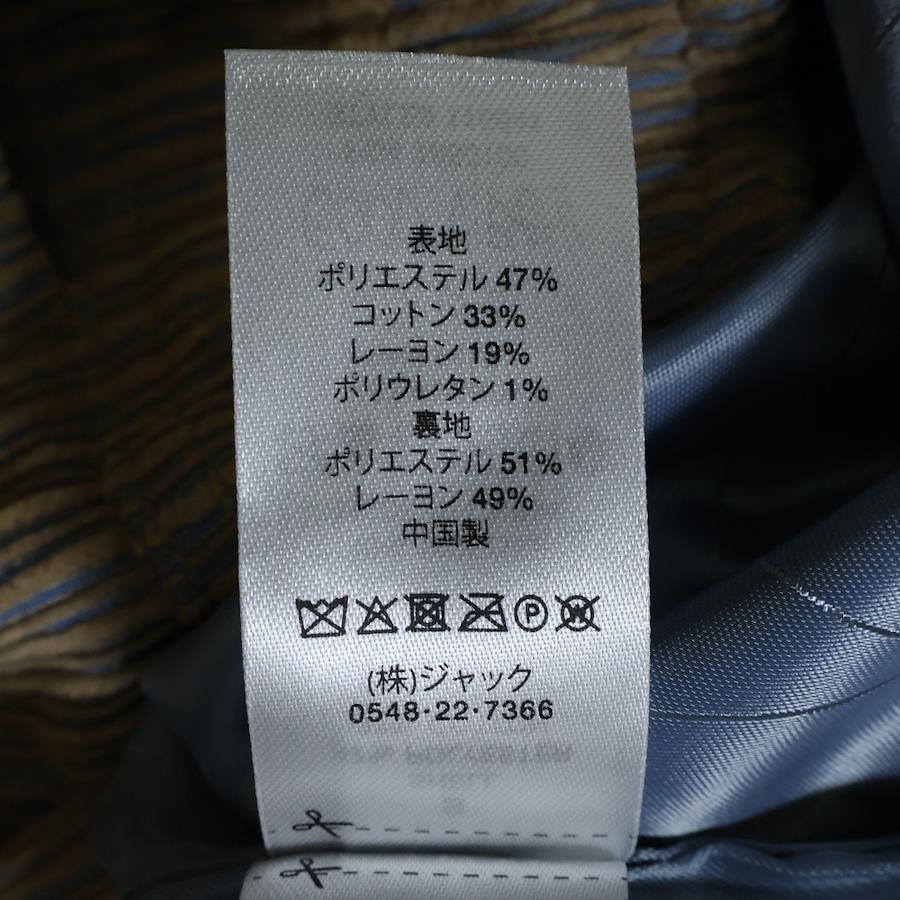 表地
ポリエステル 47%
コットン 33%
レーヨン 19%
ポリウレタン 1%
裏地
ポリエステル 51%
レーヨン 49%
中国製
P W
(株)ジャック
0548·22·7366